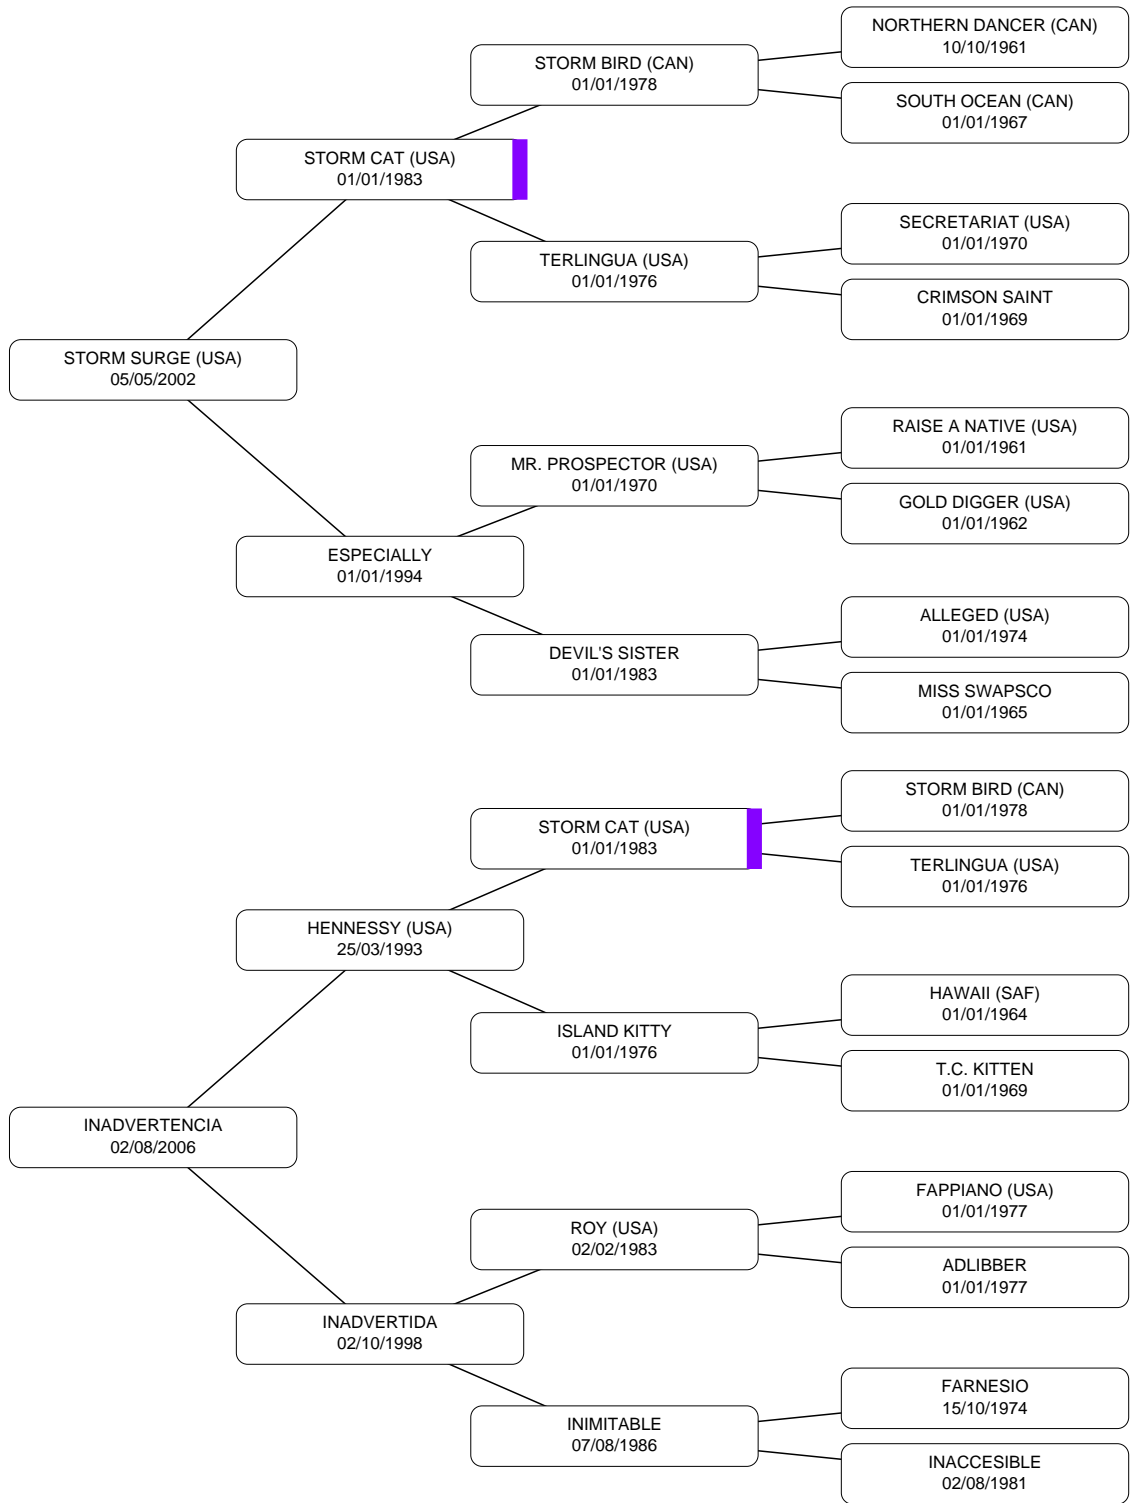 NORTHERN DANCER (CAN)
10/10/1961
STORM BIRD (CAN)
01/01/1978
SOUTH OCEAN (CAN)
01/01/1967
STORM CAT (USA)
01/01/1983
SECRETARIAT (USA)
01/01/1970
TERLINGUA (USA)
01/01/1976
CRIMSON SAINT
01/01/1969
STORM SURGE (USA)
05/05/2002
RAISE A NATIVE (USA)
01/01/1961
MR. PROSPECTOR (USA)
01/01/1970
GOLD DIGGER (USA)
01/01/1962
ESPECIALLY
01/01/1994
ALLEGED (USA)
01/01/1974
DEVIL'S SISTER
01/01/1983
MISS SWAPSCO
01/01/1965
STORM BIRD (CAN)
01/01/1978
STORM CAT (USA)
01/01/1983
TERLINGUA (USA)
01/01/1976
HENNESSY (USA)
25/03/1993
HAWAII (SAF)
01/01/1964
ISLAND KITTY
01/01/1976
T.C. KITTEN
01/01/1969
INADVERTENCIA
02/08/2006
FAPPIANO (USA)
01/01/1977
ROY (USA)
02/02/1983
ADLIBBER
01/01/1977
INADVERTIDA
02/10/1998
FARNESIO
15/10/1974
INIMITABLE
07/08/1986
INACCESIBLE
02/08/1981